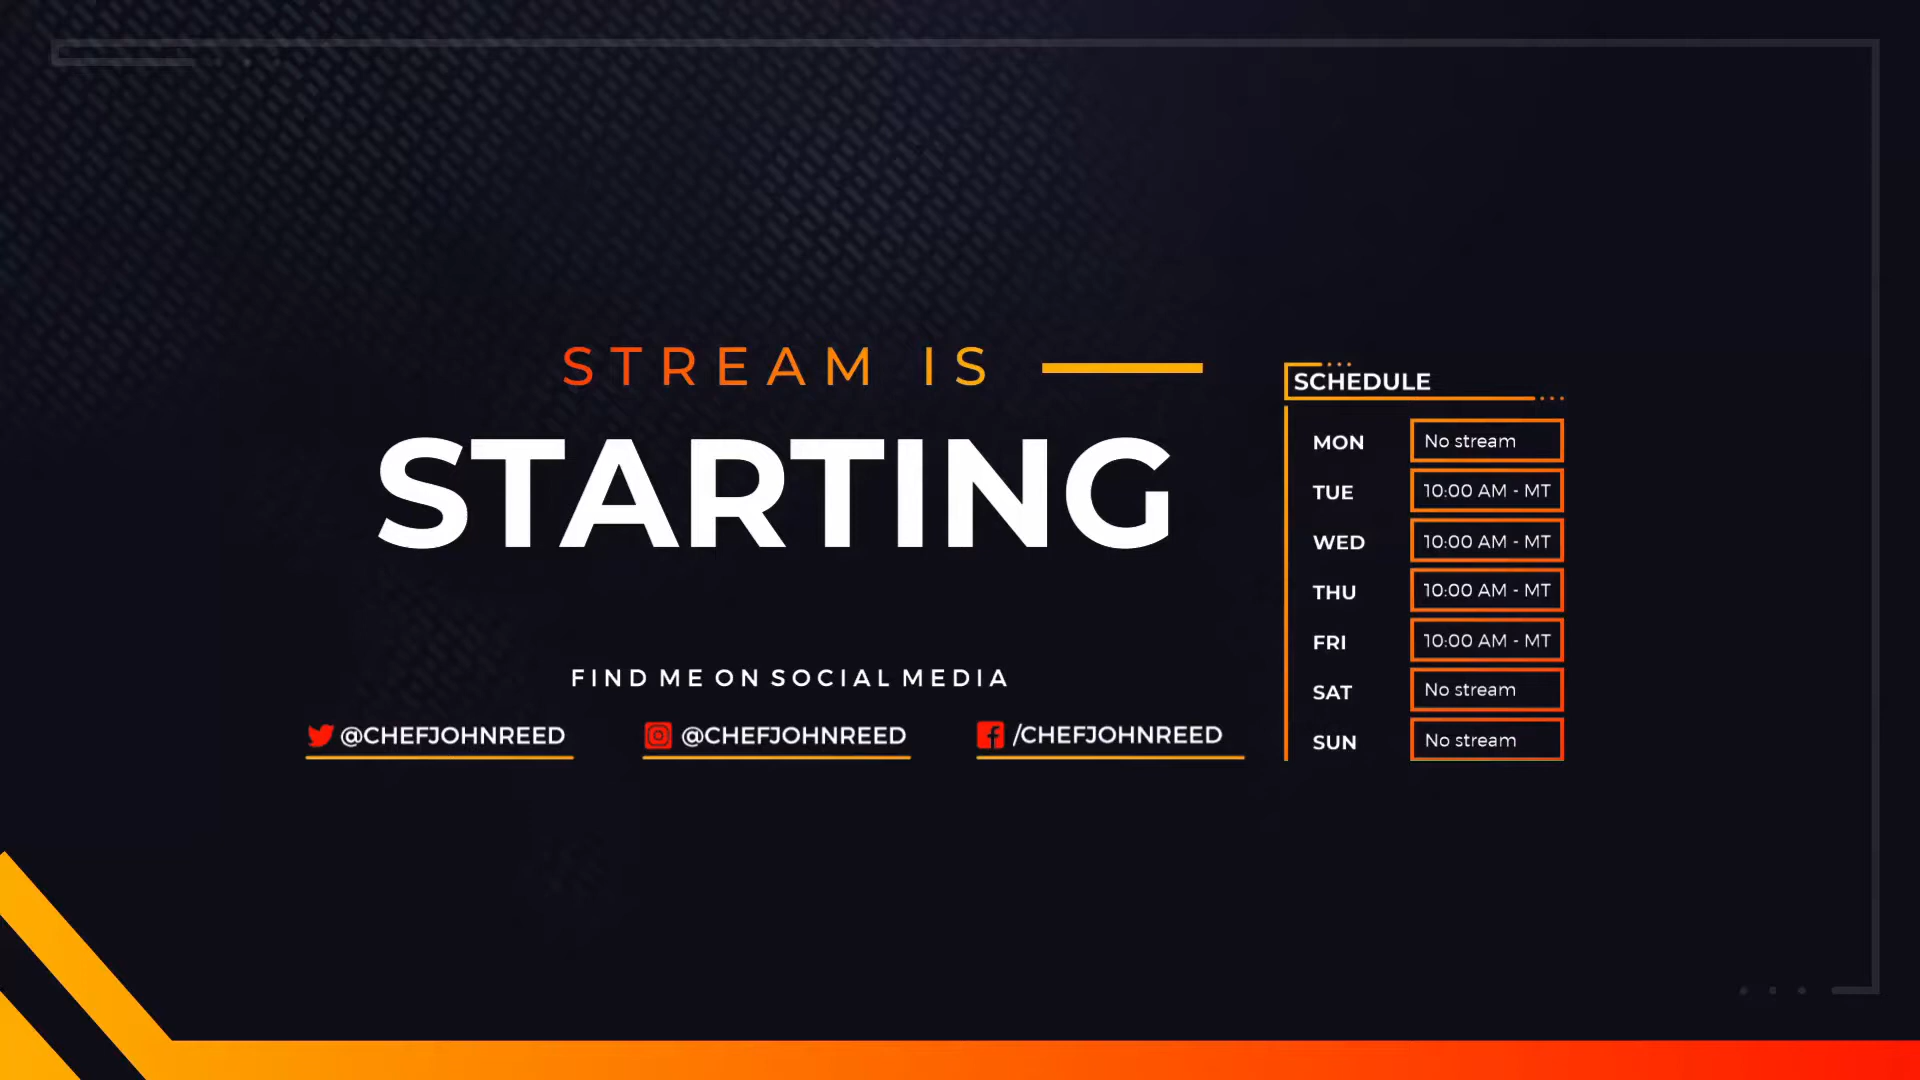 STREAM IS
STARTING
FIND ME ON SOCIAL MEDIA
@CHEFJOHNREED
@CHEFJOHNREED
/CHEFJOHNREED
SCHEDULE
MON No stream
TUE 10:00 AM - MT
WED 10:00 AM - MT
THU 10:00 AM - MT
FRI 10:00 AM - MT
SAT No stream
SUN No stream